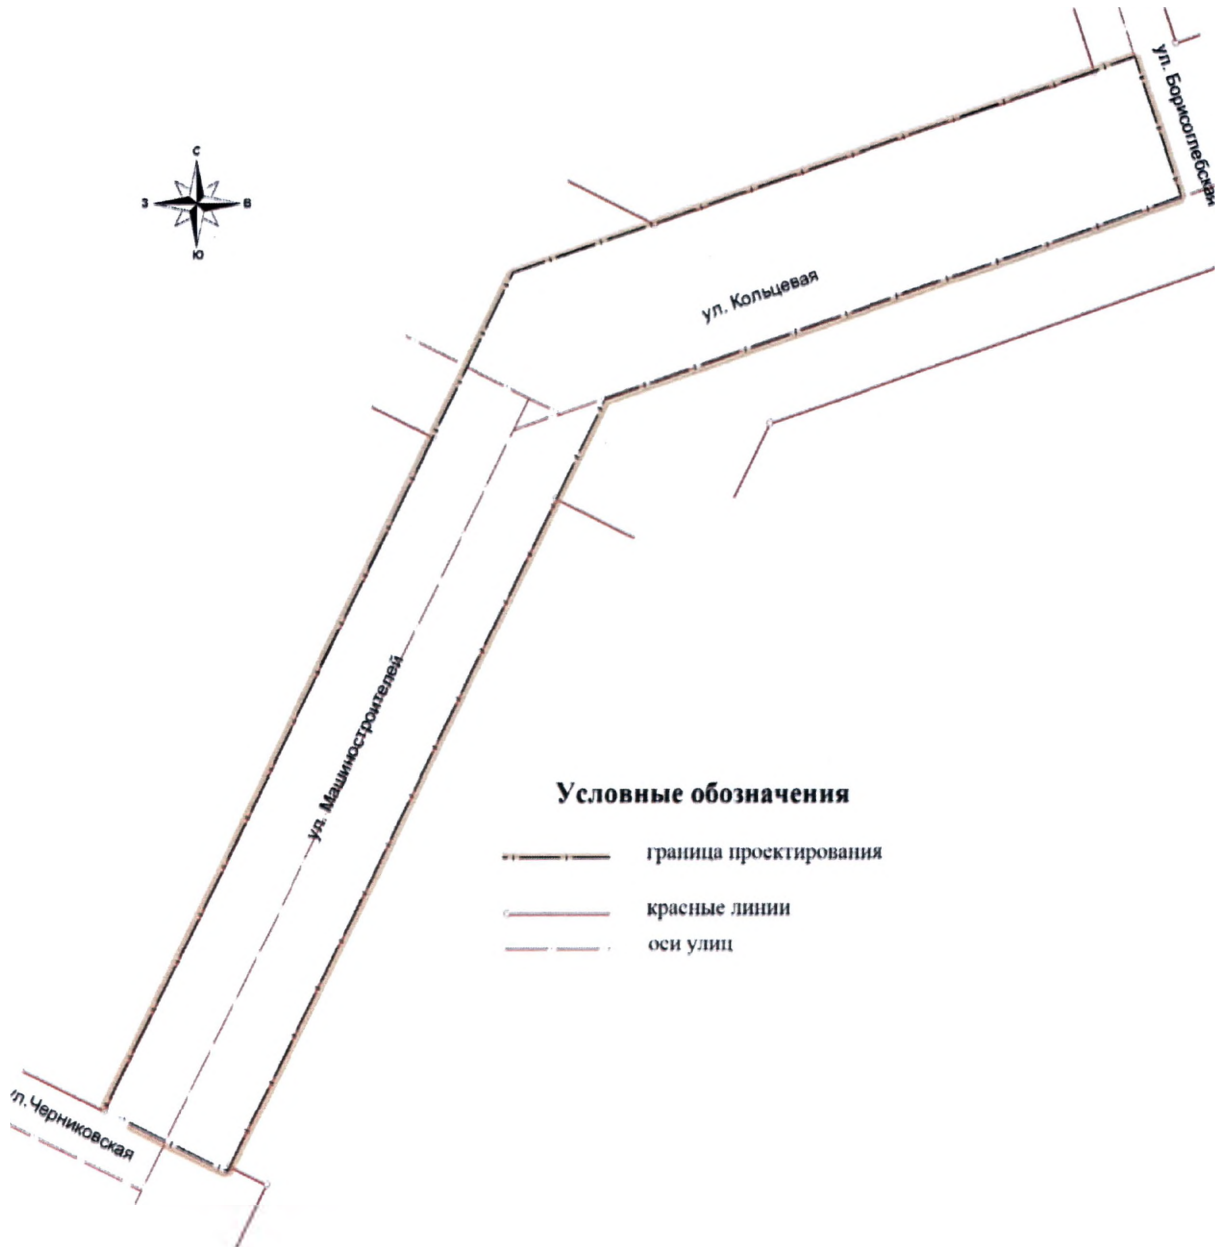 ул. Борисоглебская
С
З
В
Ю
ул. Кольцевая
ул. Машиностроителей
Условные обозначения
граница проектирования
красные линии
оси улиц
ул. Черниковская